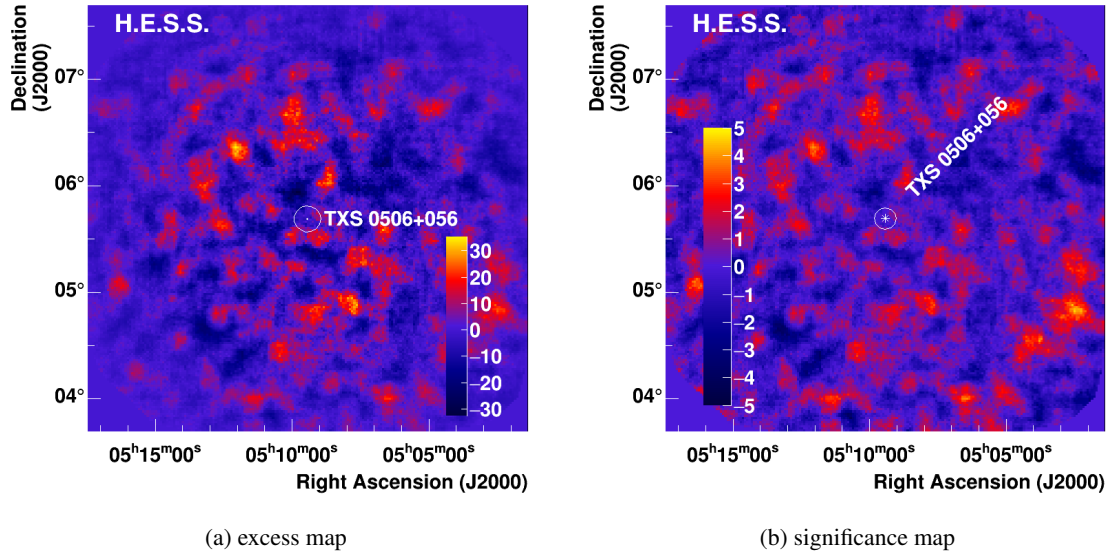 H.E.S.S.
Declination
(J2000)
07°
06°
05°
04°
TXS 0506+056
30
20
10
0
−10
−20
−30
05h15m00s
05h10m00s
05h05m00s
Right Ascension (J2000)
(a) excess map
H.E.S.S.
Declination
(J2000)
07°
06°
05°
04°
TXS 0506+056
5
4
3
2
1
0
−1
−2
−3
−4
−5
05h15m00s
05h10m00s
05h05m00s
Right Ascension (J2000)
(b) significance map